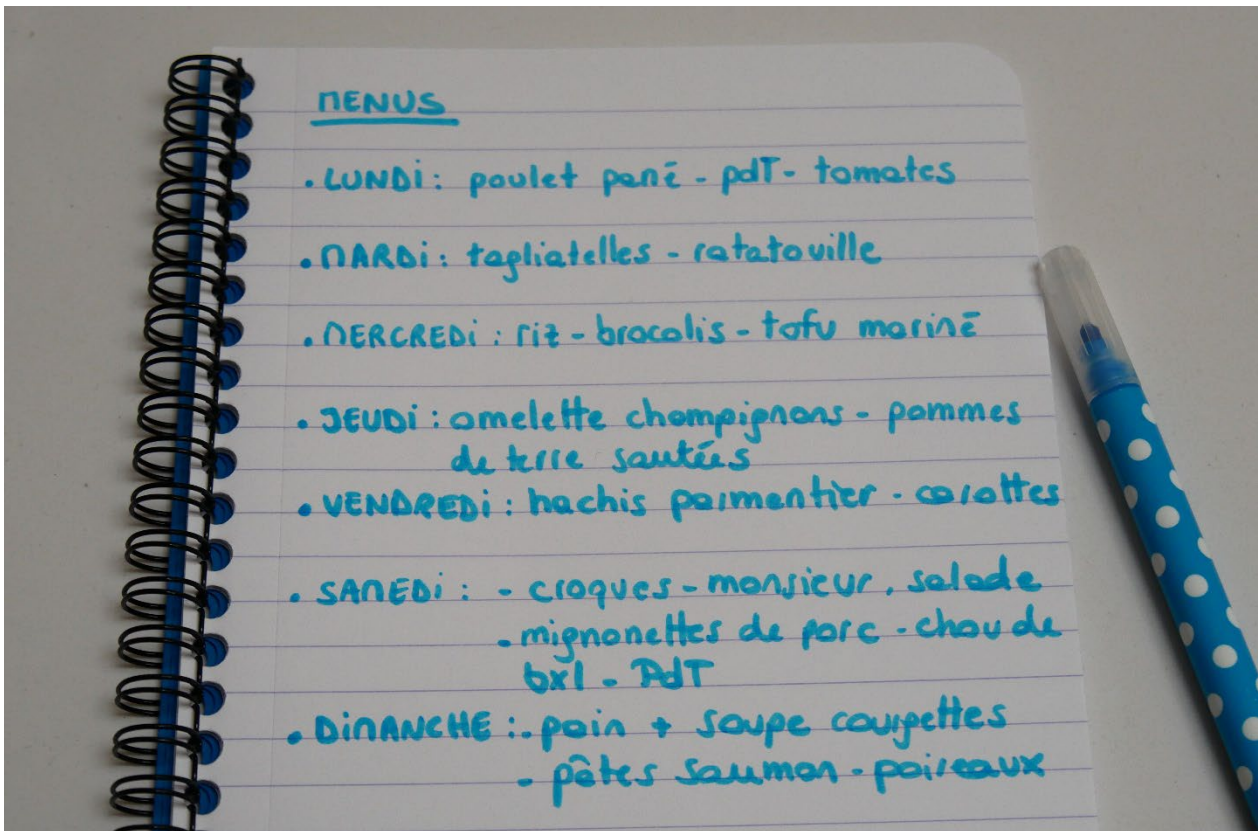 MENUS
. LUNDi : poulet pané - pdT - tomates
. MARDi : tagliatelles - ratatouille
. MERCREDi : riz - brocolis - tofu mariné
. JEUDi : omelette champignons - pommes
de terre sautées
. VENDREDi : hachis parmentier - carottes
. SAMEDi : - croques - monsieur, salade
- mignonettes de porc - chou de
bxl - PdT
. DiMANCHE : . pain + soupe courgettes
- pâtes saumon - poireaux